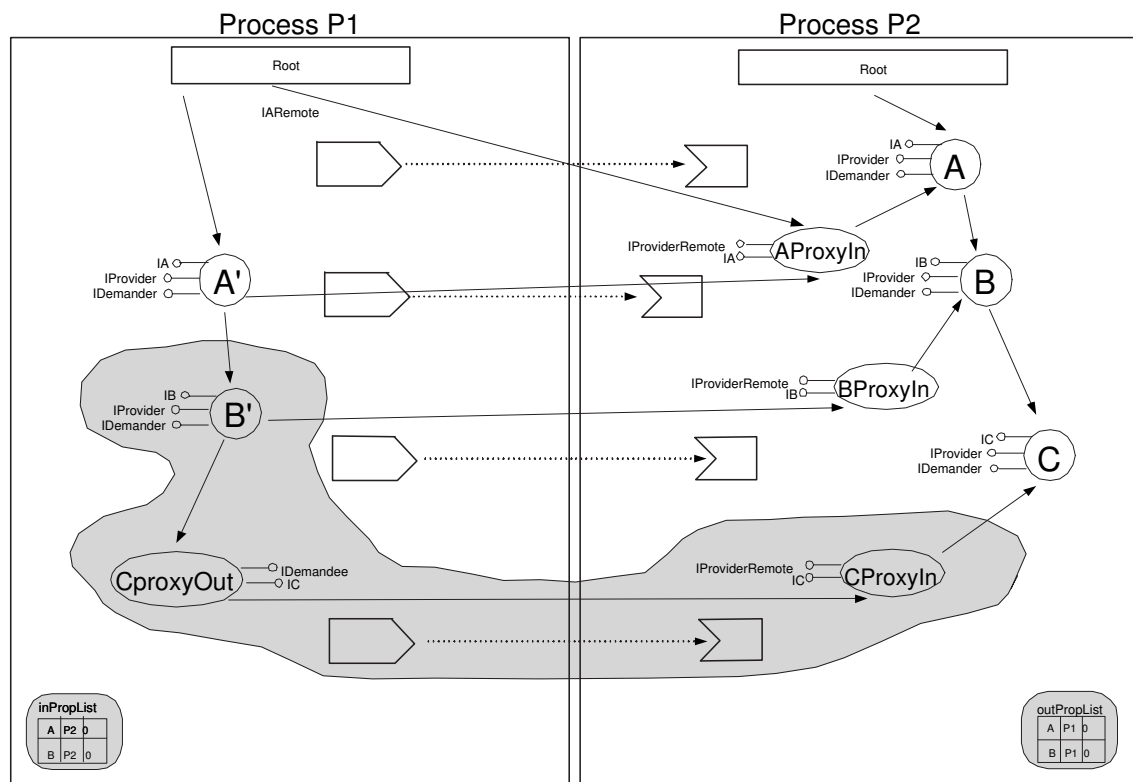 Process P1
Process P2
Root
Root
IARemote
IA
IProvider
IDemander
A
IProviderRemote
IA
AProxyIn
IA
IProvider
IDemander
A'
IB
IProvider
IDemander
B
IProviderRemote
IB
BProxyIn
IB
IProvider
IDemander
B'
IC
IProvider
IDemander
C
CproxyOut
IDemandee
IC
IProviderRemote
IC
CProxyIn
inPropList
A P2 0
B P2 0
outPropList
A P1 0
B P1 0